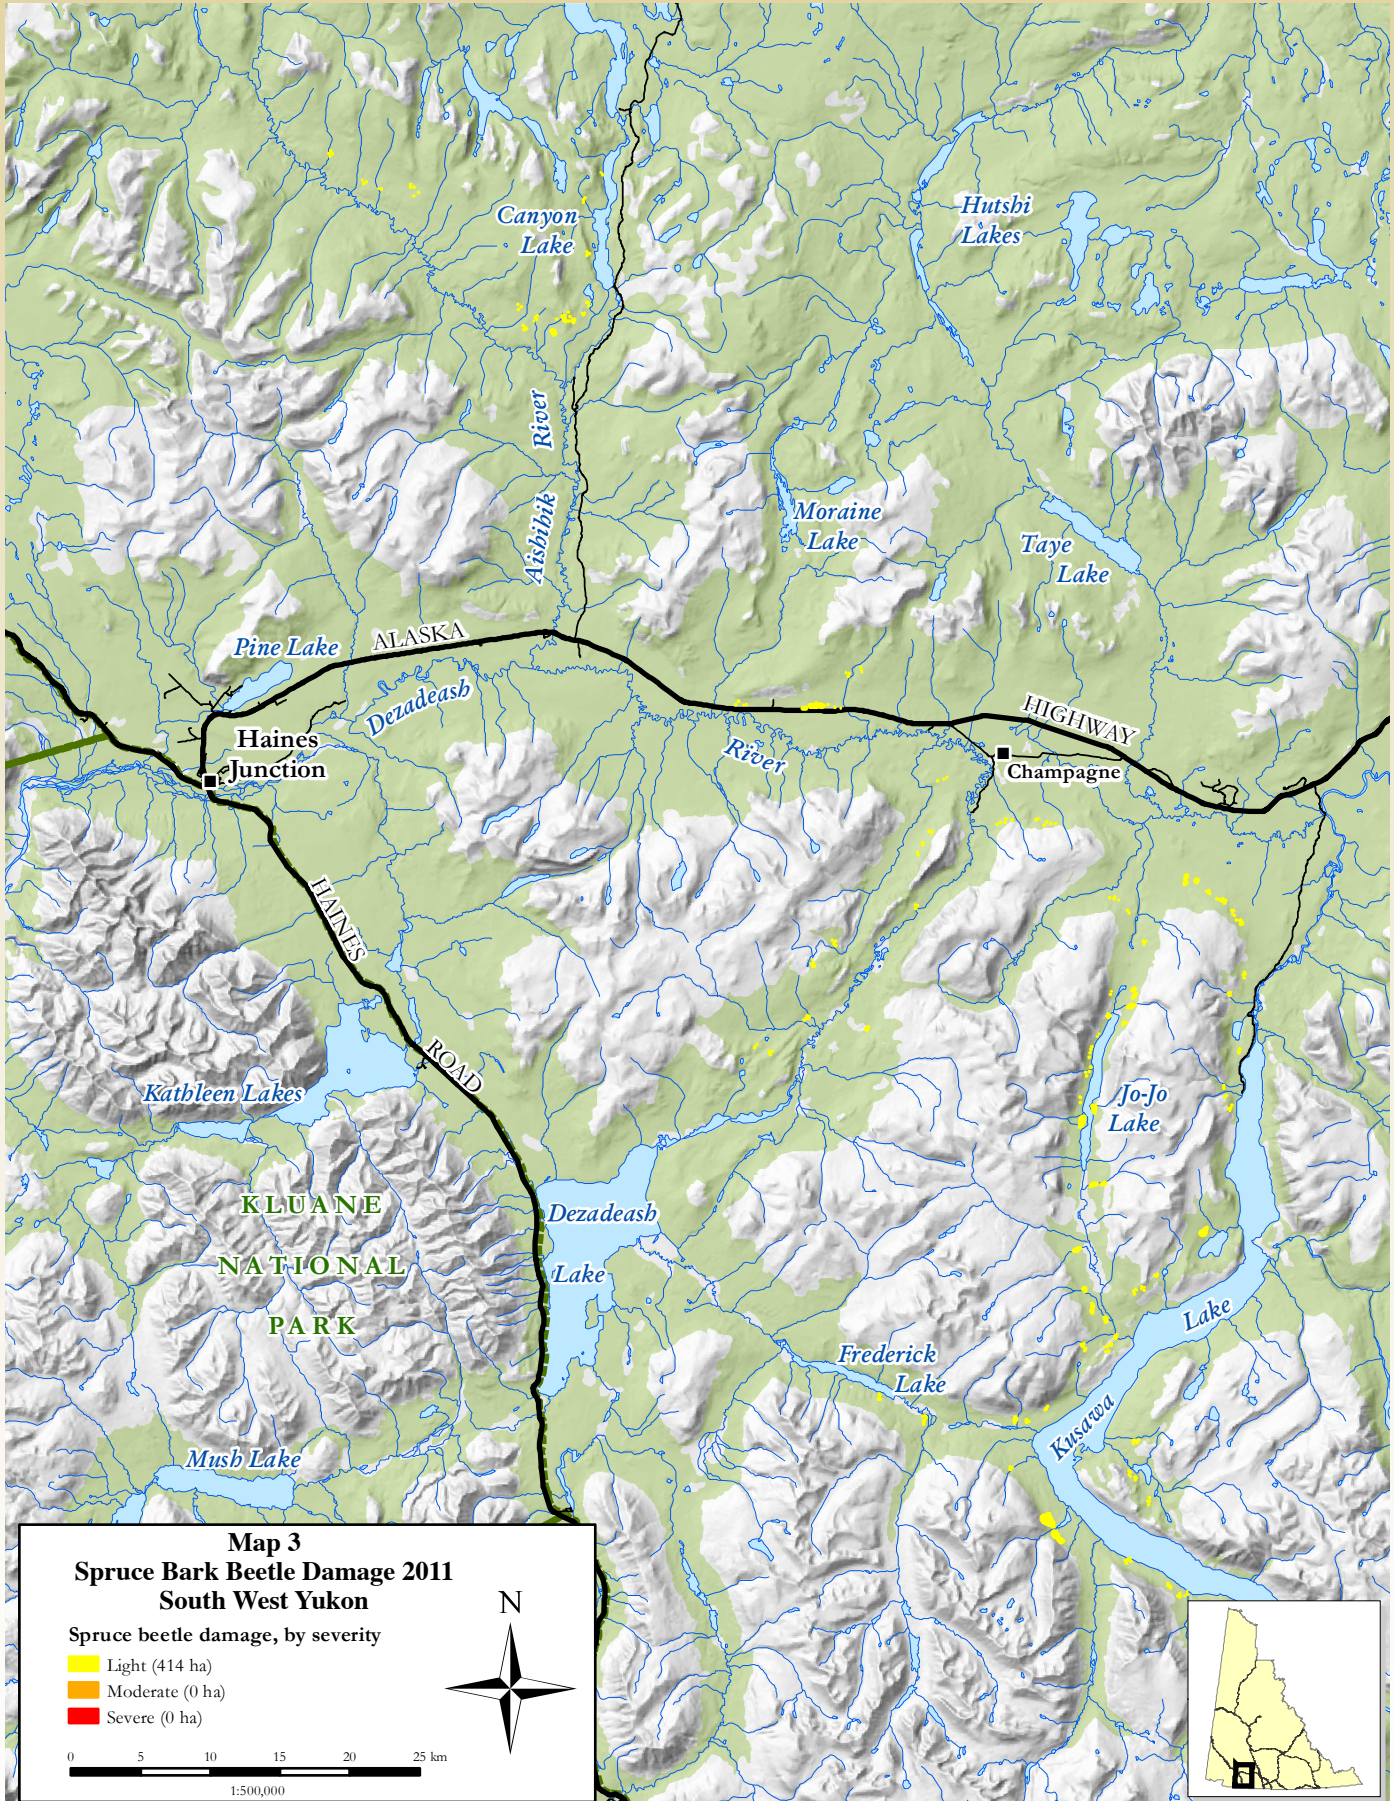 Canyon
Lake
Hutshi
Lakes
Aishihik River
Moraine
Lake
Taye
Lake
Pine Lake
ALASKA
HIGHWAY
Dezadeash
River
Haines
Junction
Champagne
HAINES
ROAD
Kathleen Lakes
Jo-Jo
Lake
KLUANE
NATIONAL
PARK
Dezadeash
Lake
Frederick
Lake
Kusawa
Lake
Mush Lake
Map 3
Spruce Bark Beetle Damage 2011
South West Yukon
N
Spruce beetle damage, by severity
Light (414 ha)
Moderate (0 ha)
Severe (0 ha)
0 5 10 15 20 25 km
1:500,000